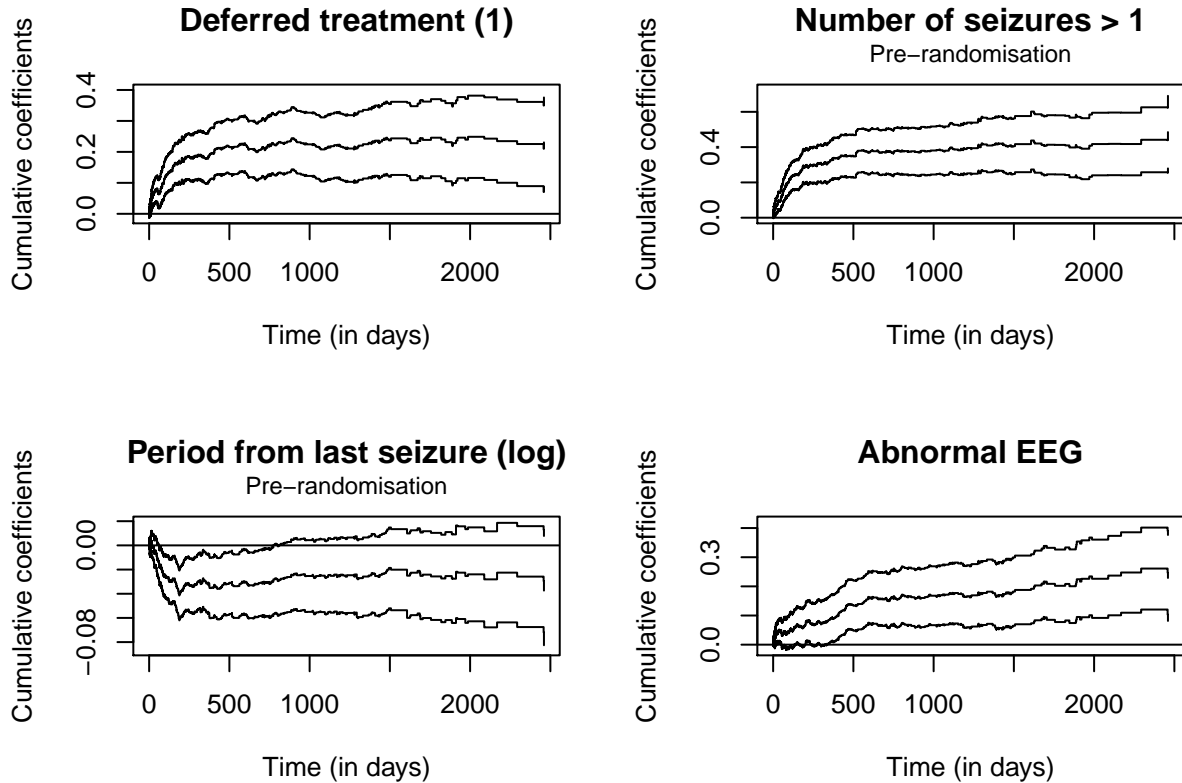 Deferred treatment (1)
Cumulative coefficients
0.0 0.2 0.4
0 500 1000 2000
Time (in days)
Number of seizures > 1
Pre−randomisation
Cumulative coefficients
0.0 0.4
0 500 1000 2000
Time (in days)
Period from last seizure (log)
Pre−randomisation
Cumulative coefficients
−0.08 0.00
0 500 1000 2000
Time (in days)
Abnormal EEG
Cumulative coefficients
0.0 0.3
0 500 1000 2000
Time (in days)